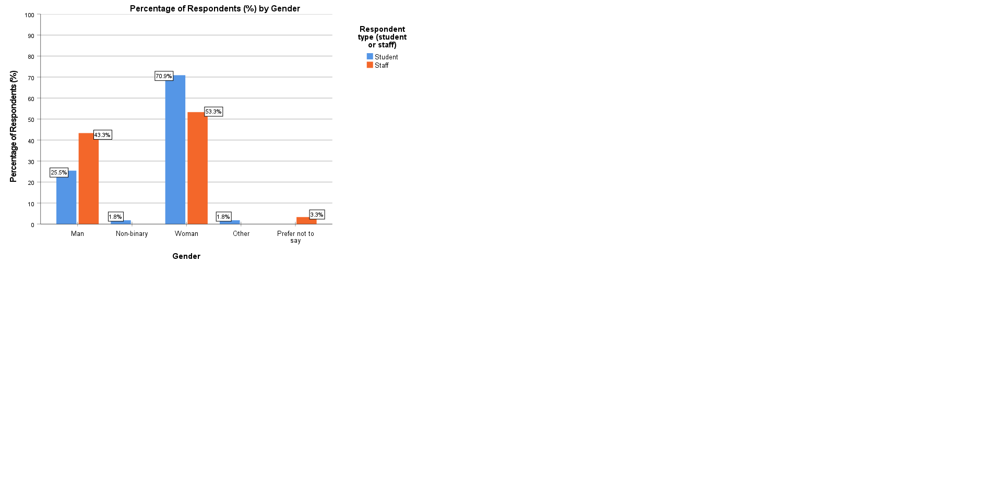 Percentage of Respondents (%) by Gender
Percentage of Respondents (%)
100
90
80
70
60
50
40
30
20
10
0
25.5%
43.3%
1.8%
70.9%
53.3%
1.8%
3.3%
Man
Non-binary
Woman
Other
Prefer not to
say
Gender
Respondent
type (student
or staff)
Student
Staff